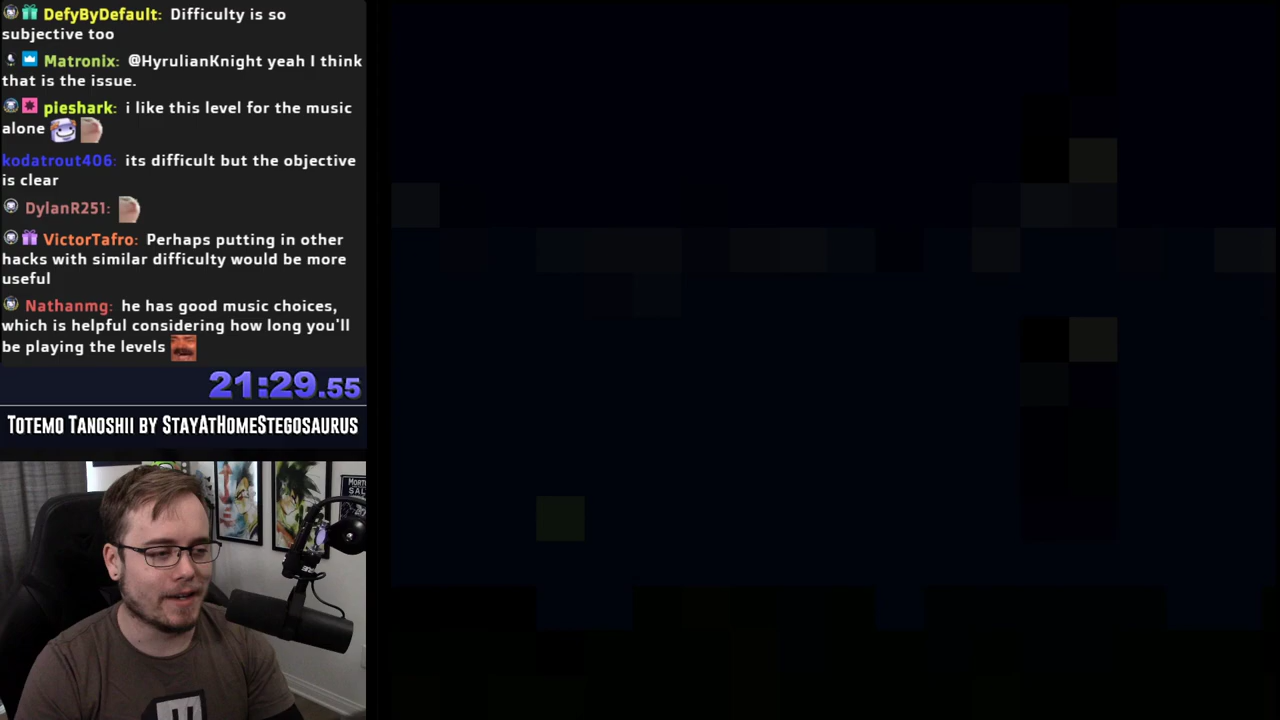 DefyByDefault: Difficulty is so
subjective too
Matronix: @HyrulianKnight yeah I think
that is the issue.
pieshark: i like this level for the music
alone
kodatrout406: its difficult but the objective
is clear
DylanR251:
VictorTafro: Perhaps putting in other
hacks with similar difficulty would be more
useful
Nathanmg: he has good music choices,
which is helpful considering how long you'll
be playing the levels
21:29.55
TOTEMO TANOSHII BY STAYATHOMESTEGOSAURUS